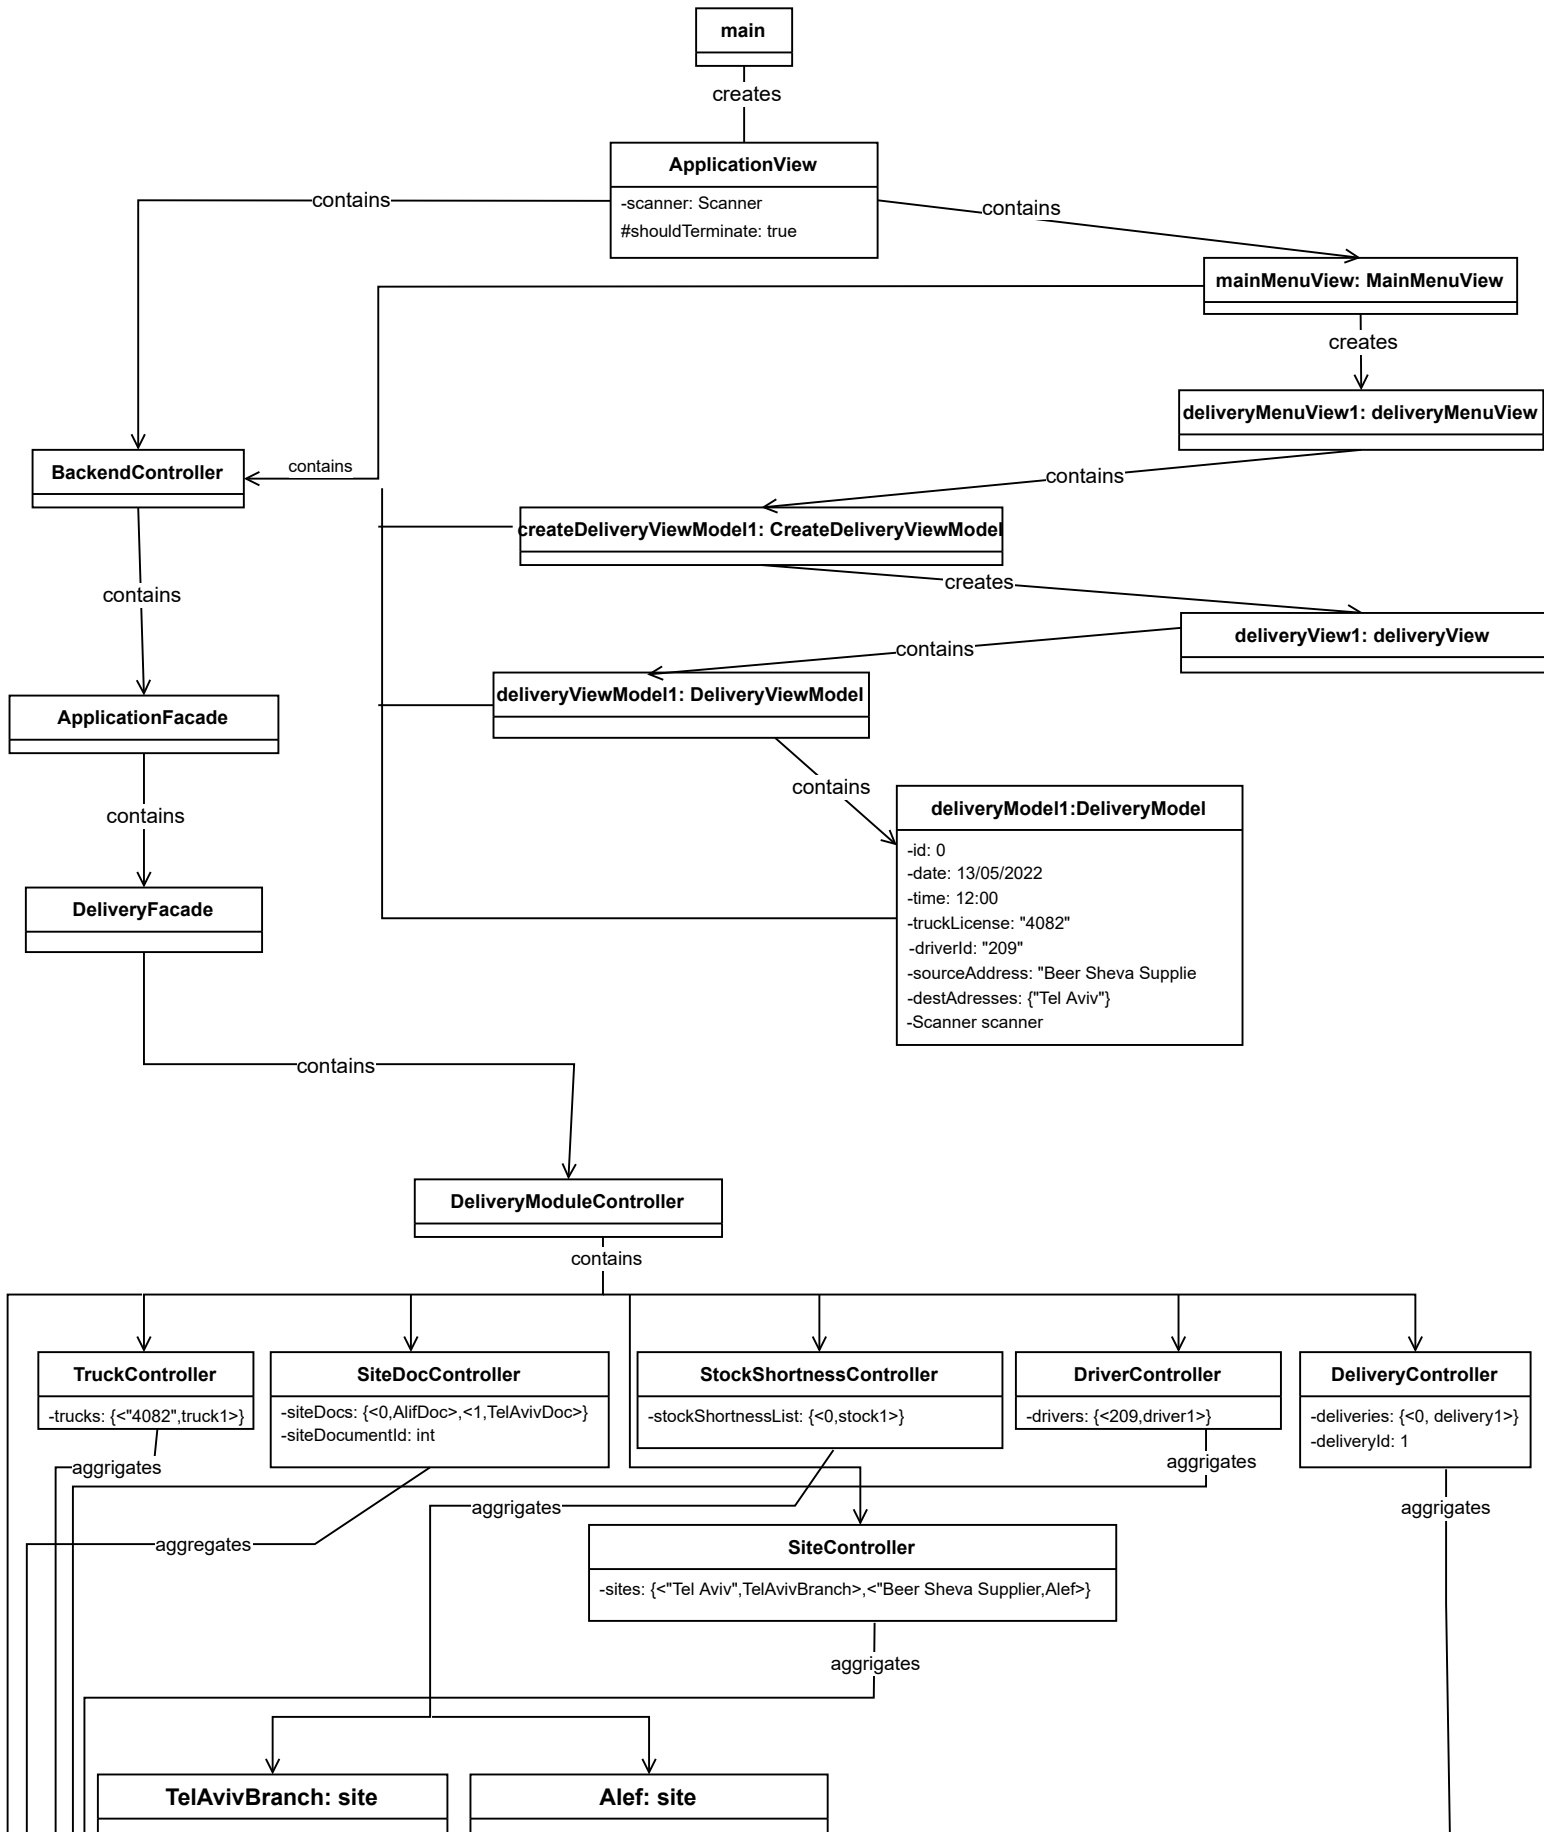 main
creates
ApplicationView
-scanner: Scanner
#shouldTerminate: true
contains
contains
mainMenuView: MainMenuView
creates
deliveryMenuView1: deliveryMenuView
BackendController
contains
contains
createDeliveryViewModel1: CreateDeliveryViewModel
creates
contains
deliveryView1: deliveryView
contains
deliveryViewModel1: DeliveryViewModel
ApplicationFacade
contains
contains
deliveryModel1:DeliveryModel
-id: 0
-date: 13/05/2022
-time: 12:00
-truckLicense: "4082"
-driverId: "209"
-sourceAddress: "Beer Sheva Supplie
-destAdresses: {"Tel Aviv"}
-Scanner scanner
DeliveryFacade
contains
DeliveryModuleController
contains
TruckController
-trucks: {<"4082",truck1>}
SiteDocController
-siteDocs: {<0,AlifDoc>,<1,TelAvivDoc>}
-siteDocumentId: int
StockShortnessController
-stockShortnessList: {<0,stock1>}
DriverController
-drivers: {<209,driver1>}
DeliveryController
-deliveries: {<0, delivery1>}
-deliveryId: 1
aggrigates
aggrigates
aggrigates
aggrigates
aggregates
SiteController
-sites: {<"Tel Aviv",TelAvivBranch>,<"Beer Sheva Supplier,Alef>}
aggrigates
TelAvivBranch: site
Alef: site